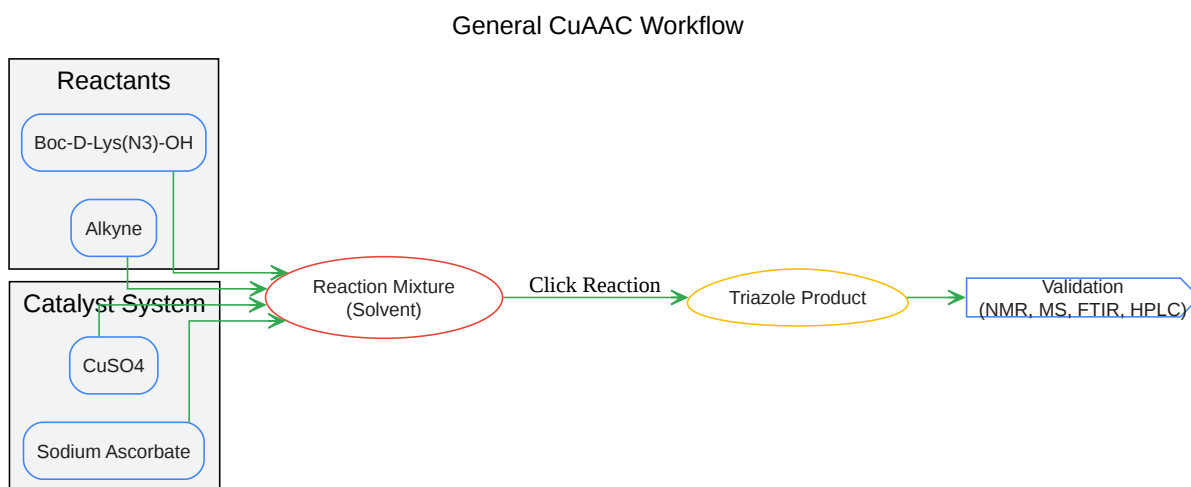 General CuAAC Workflow
Reactants
Boc-D-Lys(N3)-OH
Alkyne
Catalyst System
CuSO4
Sodium Ascorbate
Reaction Mixture
(Solvent)
Click Reaction
Triazole Product
Validation
(NMR, MS, FTIR, HPLC)